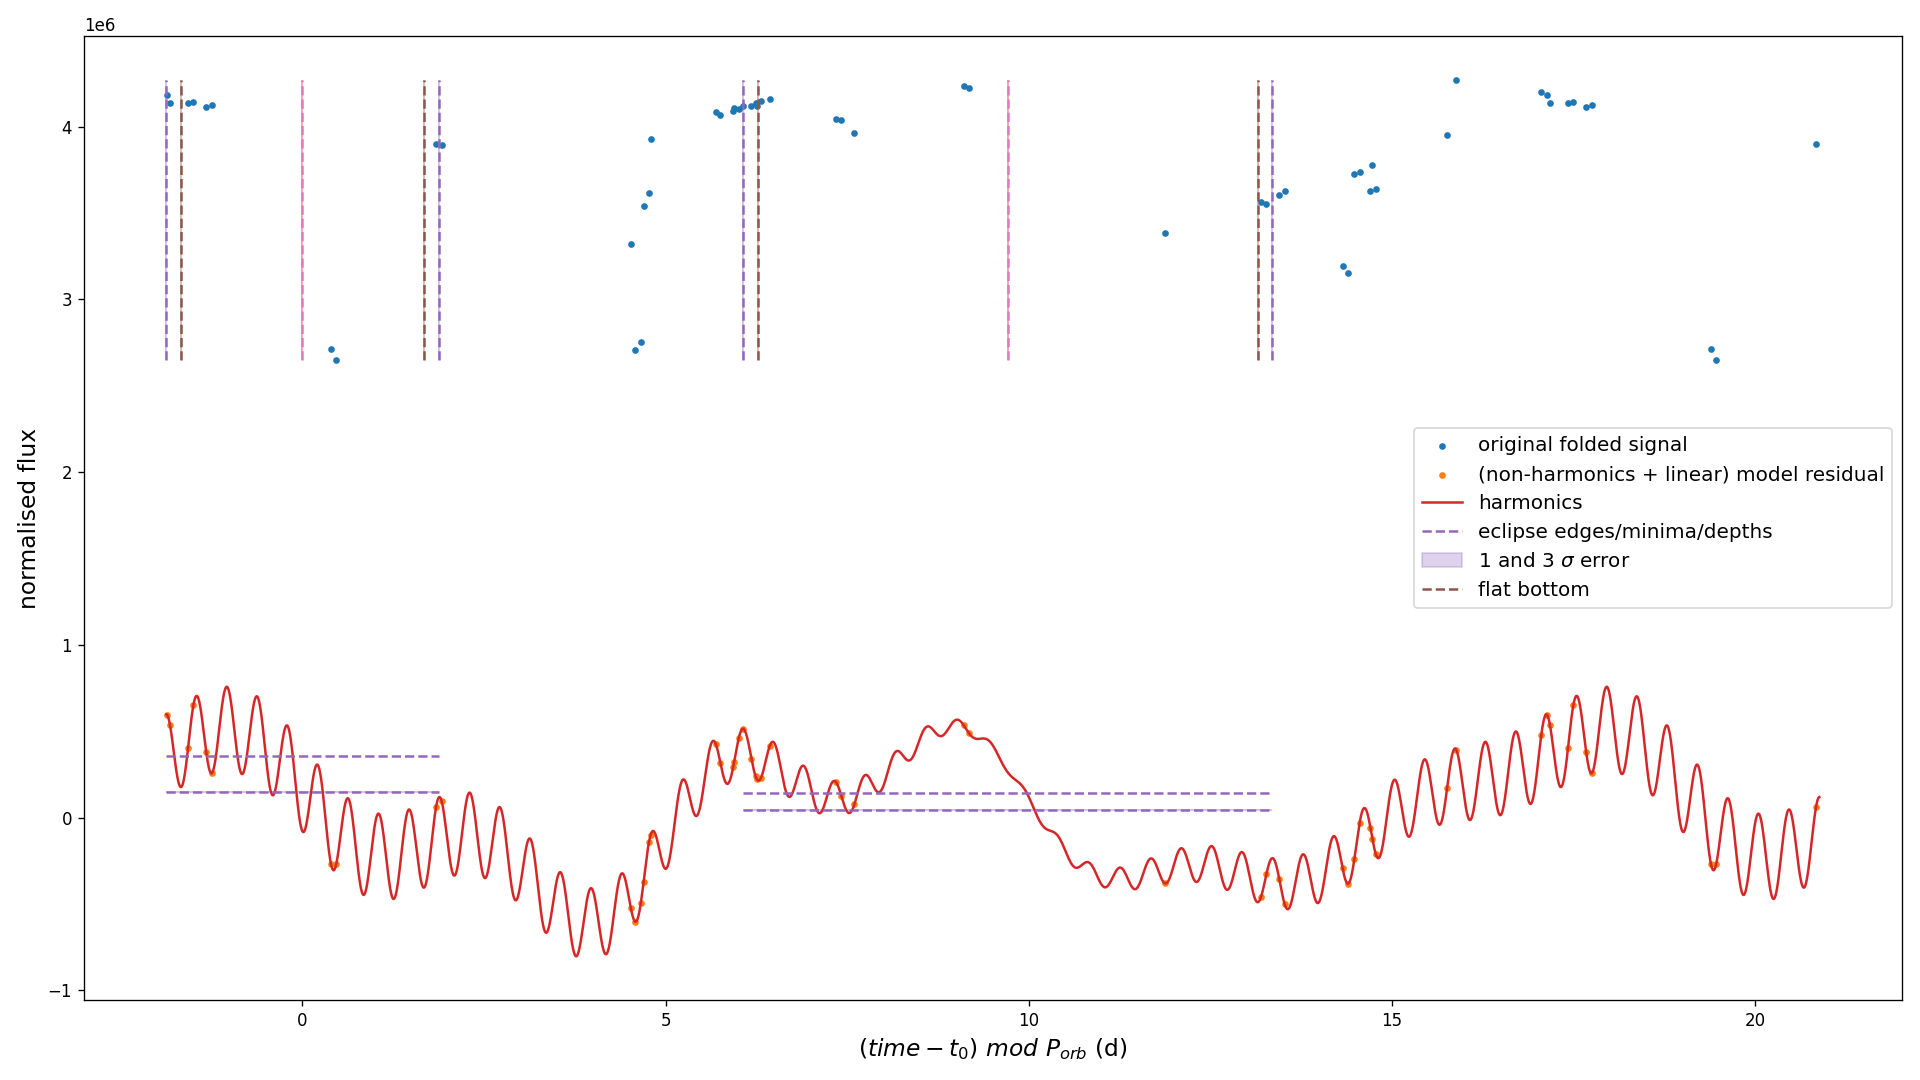 1e6
4
3
2
1
0
−1
normalised flux
original folded signal
(non-harmonics + linear) model residual
harmonics
eclipse edges/minima/depths
1 and 3 σ error
flat bottom
0 5 10 15 20
(time − t₀) mod P_orb (d)